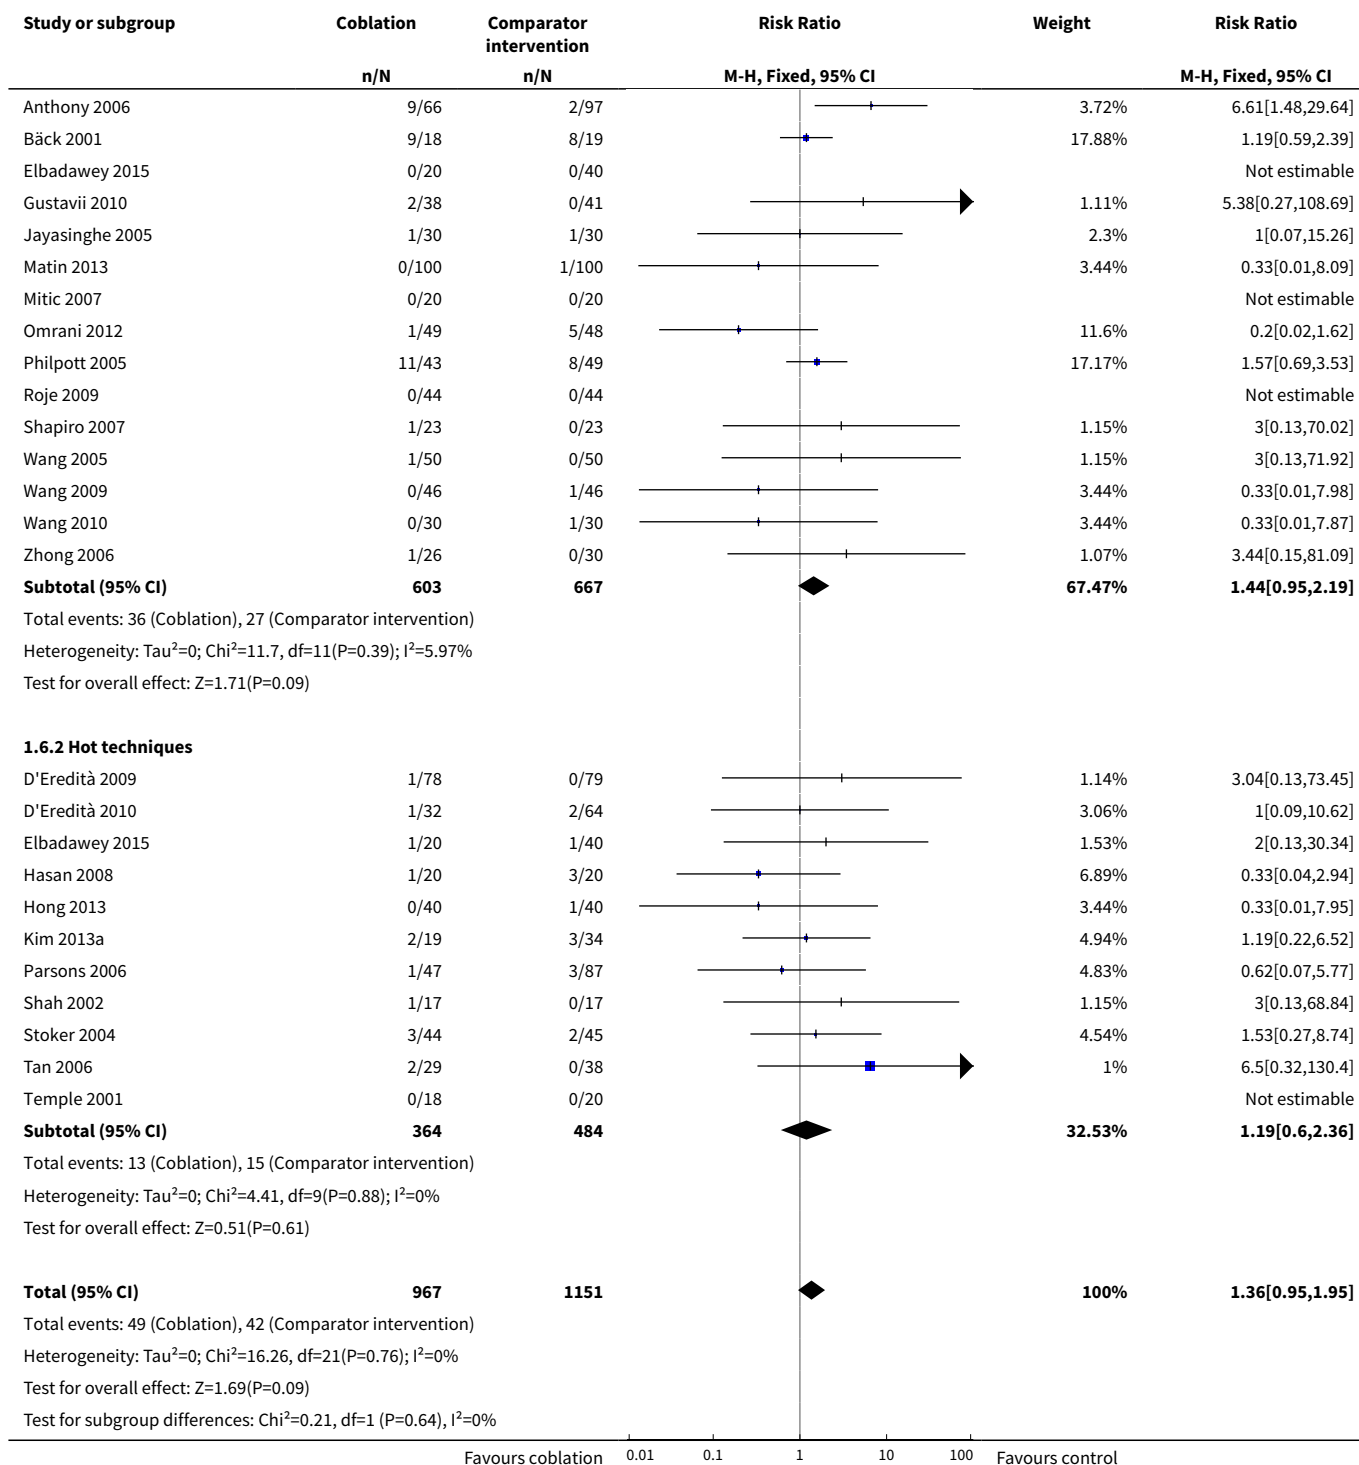 Study or subgroup Coblation Comparator intervention Risk Ratio Weight Risk Ratio
n/N n/N M-H, Fixed, 95% CI M-H, Fixed, 95% CI
Anthony 2006 9/66 2/97 3.72% 6.61[1.48,29.64]
Bäck 2001 9/18 8/19 17.88% 1.19[0.59,2.39]
Elbadawey 2015 0/20 0/40 Not estimable
Gustavii 2010 2/38 0/41 1.11% 5.38[0.27,108.69]
Jayasinghe 2005 1/30 1/30 2.3% 1[0.07,15.26]
Matin 2013 0/100 1/100 3.44% 0.33[0.01,8.09]
Mitic 2007 0/20 0/20 Not estimable
Omrani 2012 1/49 5/48 11.6% 0.2[0.02,1.62]
Philpott 2005 11/43 8/49 17.17% 1.57[0.69,3.53]
Roje 2009 0/44 0/44 Not estimable
Shapiro 2007 1/23 0/23 1.15% 3[0.13,70.02]
Wang 2005 1/50 0/50 1.15% 3[0.13,71.92]
Wang 2009 0/46 1/46 3.44% 0.33[0.01,7.98]
Wang 2010 0/30 1/30 3.44% 0.33[0.01,7.87]
Zhong 2006 1/26 0/30 1.07% 3.44[0.15,81.09]
Subtotal (95% CI) 603 667 67.47% 1.44[0.95,2.19]
Total events: 36 (Coblation), 27 (Comparator intervention)
Heterogeneity: Tau²=0; Chi²=11.7, df=11(P=0.39); I²=5.97%
Test for overall effect: Z=1.71(P=0.09)
1.6.2 Hot techniques
D'Eredità 2009 1/78 0/79 1.14% 3.04[0.13,73.45]
D'Eredità 2010 1/32 2/64 3.06% 1[0.09,10.62]
Elbadawey 2015 1/20 1/40 1.53% 2[0.13,30.34]
Hasan 2008 1/20 3/20 6.89% 0.33[0.04,2.94]
Hong 2013 0/40 1/40 3.44% 0.33[0.01,7.95]
Kim 2013a 2/19 3/34 4.94% 1.19[0.22,6.52]
Parsons 2006 1/47 3/87 4.83% 0.62[0.07,5.77]
Shah 2002 1/17 0/17 1.15% 3[0.13,68.84]
Stoker 2004 3/44 2/45 4.54% 1.53[0.27,8.74]
Tan 2006 2/29 0/38 1% 6.5[0.32,130.4]
Temple 2001 0/18 0/20 Not estimable
Subtotal (95% CI) 364 484 32.53% 1.19[0.6,2.36]
Total events: 13 (Coblation), 15 (Comparator intervention)
Heterogeneity: Tau²=0; Chi²=4.41, df=9(P=0.88); I²=0%
Test for overall effect: Z=0.51(P=0.61)
Total (95% CI) 967 1151 100% 1.36[0.95,1.95]
Total events: 49 (Coblation), 42 (Comparator intervention)
Heterogeneity: Tau²=0; Chi²=16.26, df=21(P=0.76); I²=0%
Test for overall effect: Z=1.69(P=0.09)
Test for subgroup differences: Chi²=0.21, df=1 (P=0.64), I²=0%
Favours coblation 0.01 0.1 1 10 100 Favours control